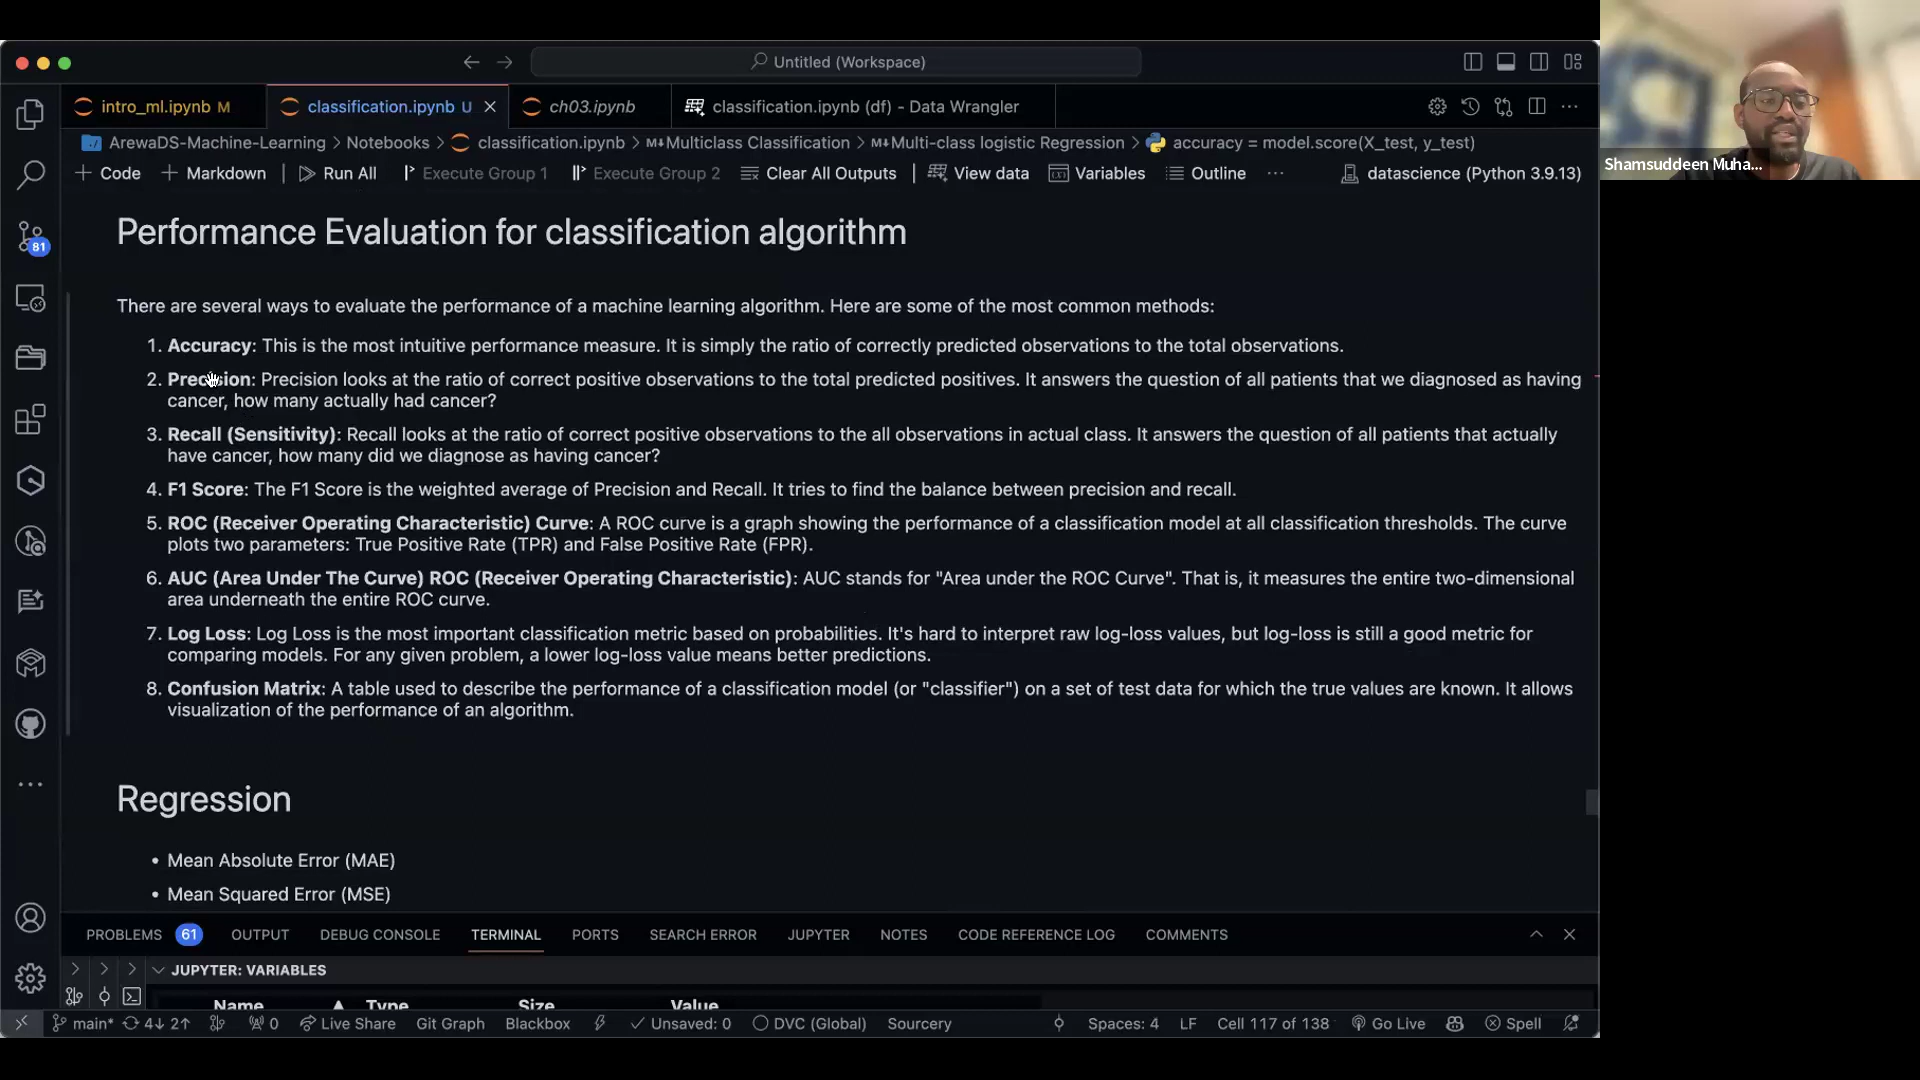 Untitled (Workspace)
intro_ml.ipynb M
classification.ipynb U
ch03.ipynb
classification.ipynb (df) - Data Wrangler
ArewaDS-Machine-Learning > Notebooks > classification.ipynb > M↓Multiclass Classification > M↓Multi-class logistic Regression > accuracy = model.score(X_test, y_test)
+ Code + Markdown | Run All Execute Group 1 Execute Group 2 Clear All Outputs | View data Variables Outline ... datascience (Python 3.9.13)
Shamsuddeen Muha...
81
Performance Evaluation for classification algorithm
There are several ways to evaluate the performance of a machine learning algorithm. Here are some of the most common methods:
1. Accuracy: This is the most intuitive performance measure. It is simply the ratio of correctly predicted observations to the total observations.
2. Precision: Precision looks at the ratio of correct positive observations to the total predicted positives. It answers the question of all patients that we diagnosed as having
cancer, how many actually had cancer?
3. Recall (Sensitivity): Recall looks at the ratio of correct positive observations to the all observations in actual class. It answers the question of all patients that actually
have cancer, how many did we diagnose as having cancer?
4. F1 Score: The F1 Score is the weighted average of Precision and Recall. It tries to find the balance between precision and recall.
5. ROC (Receiver Operating Characteristic) Curve: A ROC curve is a graph showing the performance of a classification model at all classification thresholds. The curve
plots two parameters: True Positive Rate (TPR) and False Positive Rate (FPR).
6. AUC (Area Under The Curve) ROC (Receiver Operating Characteristic): AUC stands for "Area under the ROC Curve". That is, it measures the entire two-dimensional
area underneath the entire ROC curve.
7. Log Loss: Log Loss is the most important classification metric based on probabilities. It's hard to interpret raw log-loss values, but log-loss is still a good metric for
comparing models. For any given problem, a lower log-loss value means better predictions.
8. Confusion Matrix: A table used to describe the performance of a classification model (or "classifier") on a set of test data for which the true values are known. It allows
visualization of the performance of an algorithm.
Regression
• Mean Absolute Error (MAE)
• Mean Squared Error (MSE)
PROBLEMS 61 OUTPUT DEBUG CONSOLE TERMINAL PORTS SEARCH ERROR JUPYTER NOTES CODE REFERENCE LOG COMMENTS
JUPYTER: VARIABLES
Name Type Size Value
main* 4↓ 2↑ 0 Live Share Git Graph Blackbox Unsaved: 0 DVC (Global) Sourcery Spaces: 4 LF Cell 117 of 138 Go Live Spell